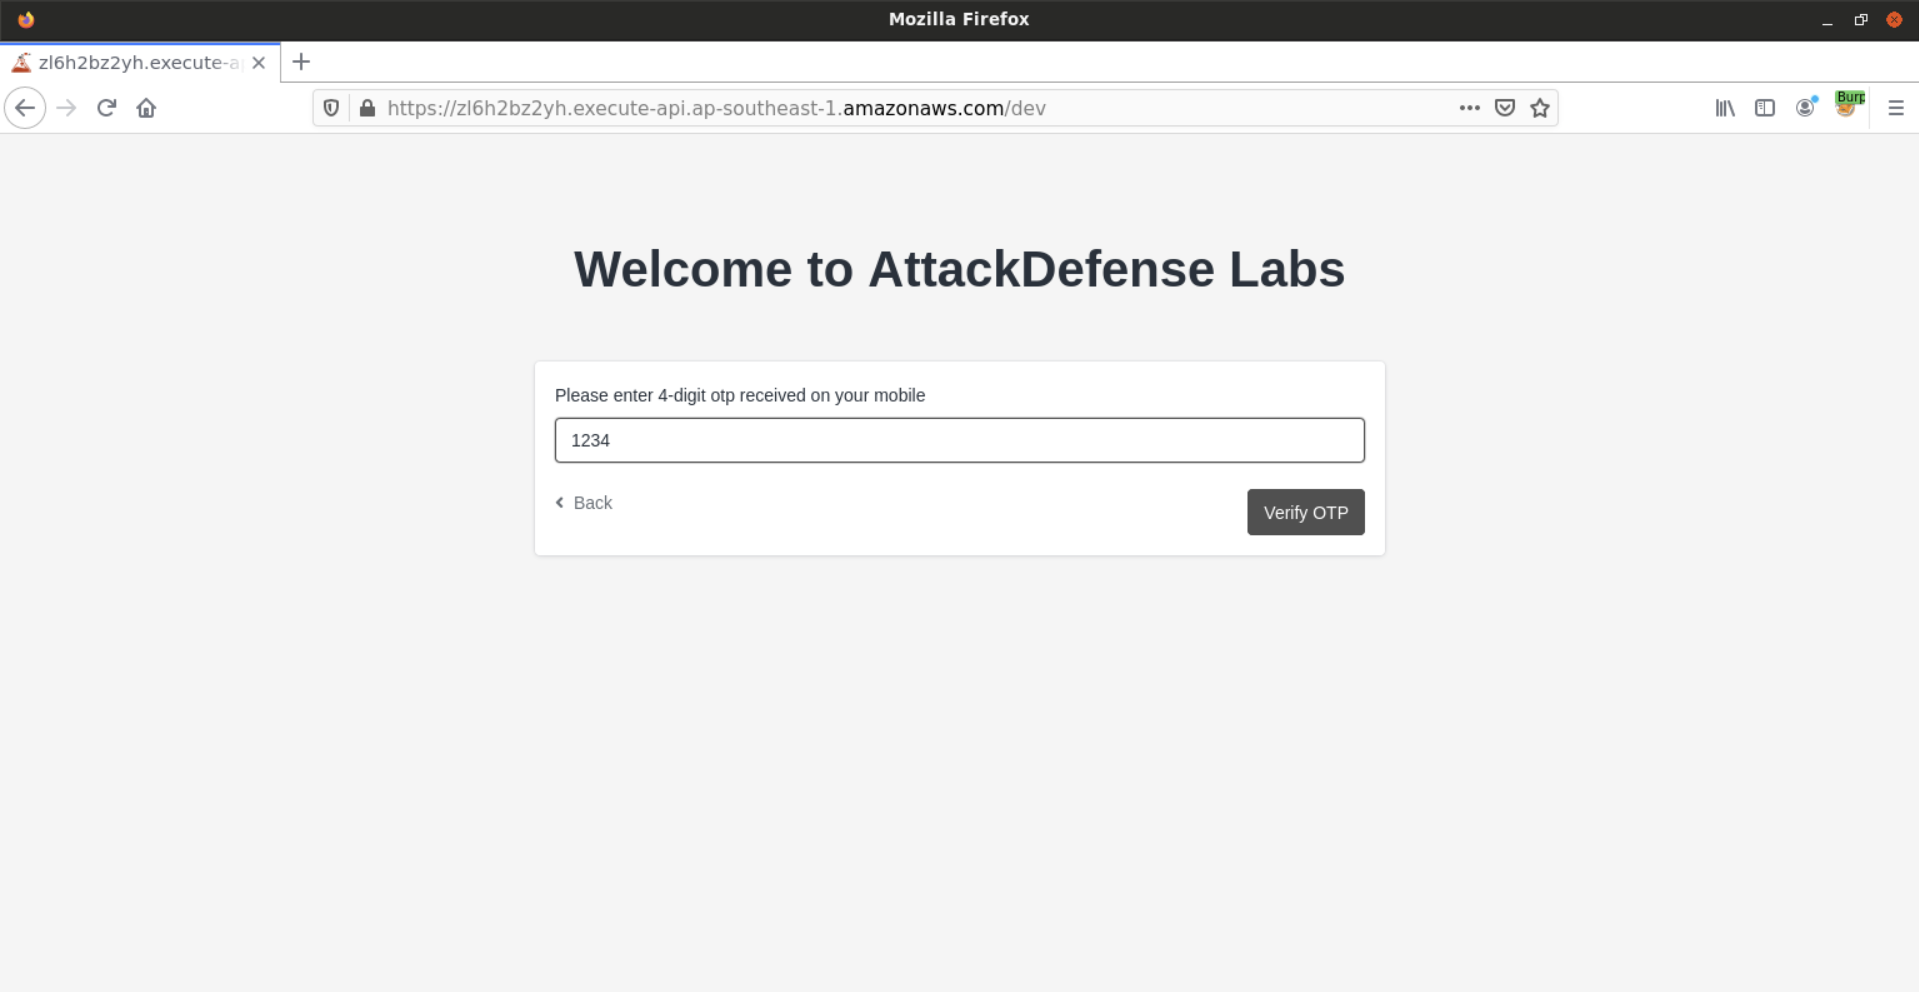 Mozilla Firefox
zl6h2bz2yh.execute-a
https://zl6h2bz2yh.execute-api.ap-southeast-1.amazonaws.com/dev
Burp
Welcome to AttackDefense Labs
Please enter 4-digit otp received on your mobile
1234
Back
Verify OTP